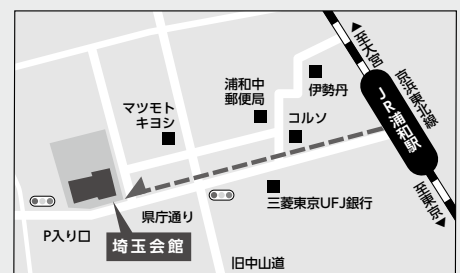 至大宮
京浜東北線
JR浦和駅
至東京
伊勢丹
浦和中
郵便局
コルソ
マツモト
キヨシ
三菱東京UFJ銀行
県庁通り
P入り口
埼玉会館
旧中山道